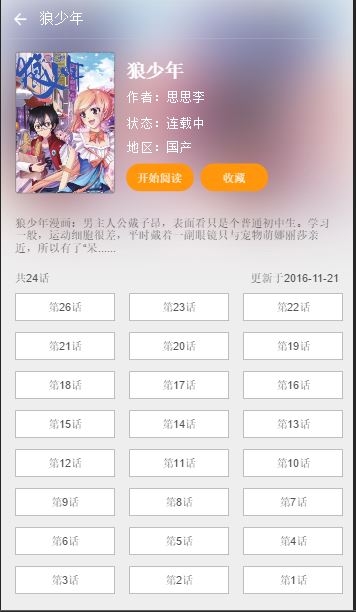 狼少年
狼少年
作者：思思李
状态：连载中
地区：国产
开始阅读 收藏
狼少年漫画：男主人公戴子昂，表面看只是个普通初中生。学习
一般，运动细胞很差，平时戴着一副眼镜只与宠物萌娜丽莎亲
近，所以有了“呆......
共24话 更新于2016-11-21
第26话 第23话 第22话
第21话 第20话 第19话
第18话 第17话 第16话
第15话 第14话 第13话
第12话 第11话 第10话
第9话 第8话 第7话
第6话 第5话 第4话
第3话 第2话 第1话